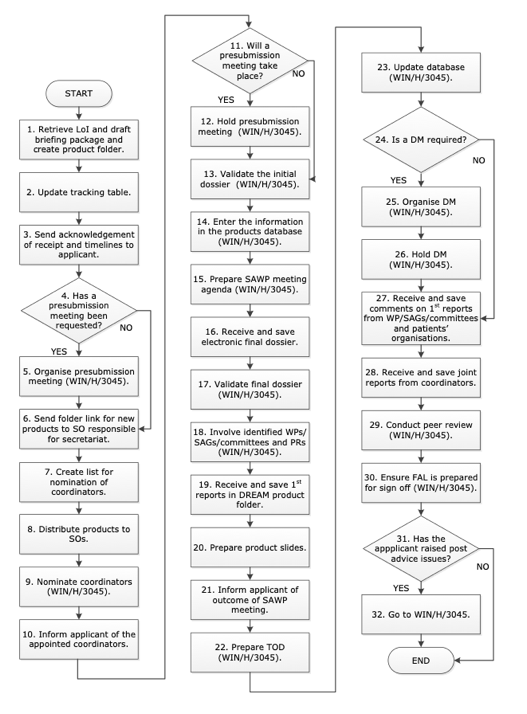 START
1. Retrieve LoI and draft
briefing package and
create product folder.
2. Update tracking table.
3. Send acknowledgement
of receipt and timelines to
applicant.
4. Has a
presubmission
meeting been
requested?
NO
YES
5. Organise presubmission
meeting (WIN/H/3045).
6. Send folder link for new
products to SO responsible
for secretariat.
7. Create list for
nomination of
coordinators.
8. Distribute products to
SOs.
9. Nominate coordinators
(WIN/H/3045).
10. Inform applicant of the
appointed coordinators.
11. Will a
presubmission
meeting take
place?
NO
YES
12. Hold presubmission
meeting (WIN/H/3045).
13. Validate the initial
dossier (WIN/H/3045).
14. Enter the information
in the products database
(WIN/H/3045).
15. Prepare SAWP meeting
agenda (WIN/H/3045).
16. Receive and save
electronic final dossier.
17. Validate final dossier
(WIN/H/3045).
18. Involve identified WPs/
SAGs/committees and PRs
(WIN/H/3045).
19. Receive and save 1st
reports in DREAM product
folder.
20. Prepare product slides.
21. Inform applicant of
outcome of SAWP
meeting.
22. Prepare TOD
(WIN/H/3045).
23. Update database
(WIN/H/3045).
24. Is a DM required?
NO
YES
25. Organise DM
(WIN/H/3045).
26. Hold DM
(WIN/H/3045).
27. Receive and save
comments on 1st reports
from WP/SAGs/committees
and patients'
organisations.
28. Receive and save joint
reports from coordinators.
29. Conduct peer review
(WIN/H/3045).
30. Ensure FAL is prepared
for sign off (WIN/H/3045).
31. Has the
appplicant raised post
advice issues?
NO
YES
32. Go to WIN/H/3045.
END